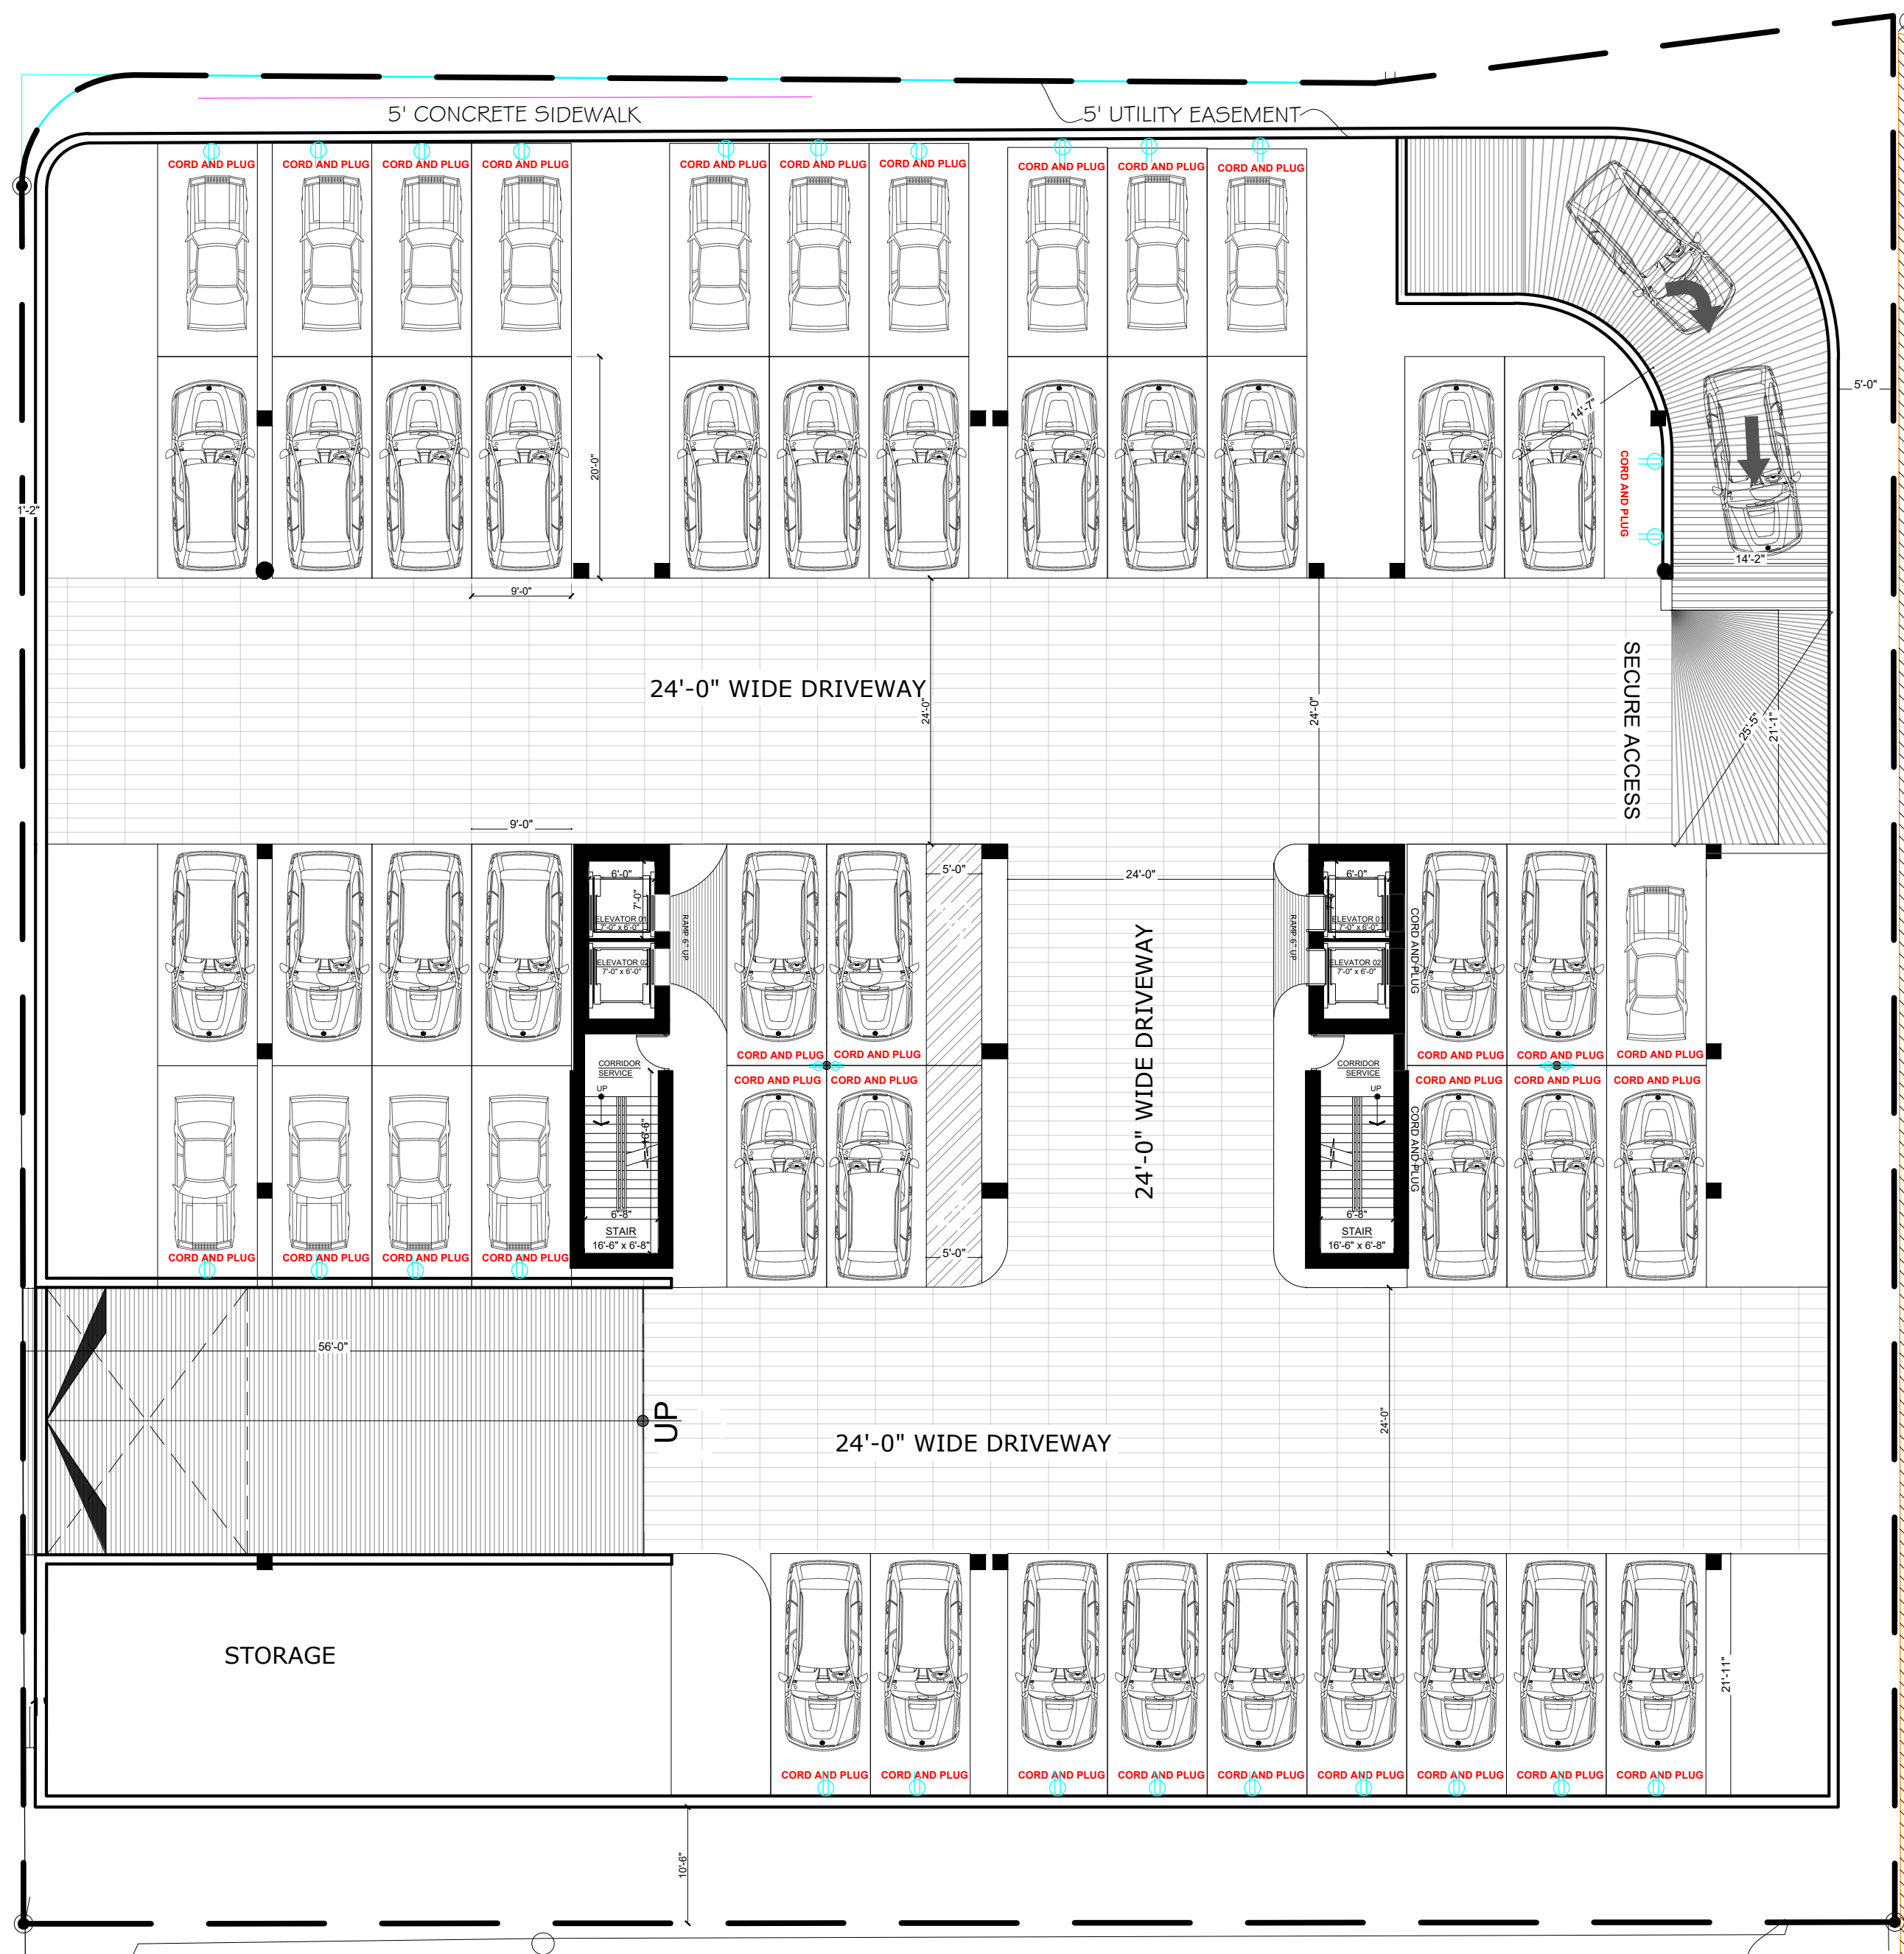 5' CONCRETE SIDEWALK
5' UTILITY EASEMENT
CORD AND PLUG
CORD AND PLUG
CORD AND PLUG
CORD AND PLUG
CORD AND PLUG
CORD AND PLUG
CORD AND PLUG
CORD AND PLUG
CORD AND PLUG
CORD AND PLUG
5'-0"
14'-7"
20'-0"
CORD AND PLUG
1'-2"
14'-2"
9'-0"
24'-0" WIDE DRIVEWAY
24'-0"
24'-0"
SECURE ACCESS
25'-5"
21'-1"
9'-0"
6'-0"
7'-0"
ELEVATOR 01
7'-0" x 6'-0"
ELEVATOR 02
7'-0" x 6'-0"
RAMP 6" UP
5'-0"
24'-0"
24'-0" WIDE DRIVEWAY
RAMP 6" UP
6'-0"
ELEVATOR 01
7'-0" x 6'-0"
ELEVATOR 02
7'-0" x 6'-0"
CORD AND PLUG
CORD AND PLUG
CORD AND PLUG
CORD AND PLUG
CORD AND PLUG
CORD AND PLUG
CORRIDOR
SERVICE
UP
CORRIDOR
SERVICE
UP
CORD AND PLUG
CORD AND PLUG
CORD AND PLUG
CORD AND PLUG
CORD AND PLUG
CORD AND PLUG
16'-6"
6'-8"
STAIR
16'-6" x 6'-8"
6'-8"
STAIR
16'-6" x 6'-8"
5'-0"
CORD AND PLUG
CORD AND PLUG
CORD AND PLUG
CORD AND PLUG
56'-0"
UP
24'-0" WIDE DRIVEWAY
24'-0"
STORAGE
21'-11"
CORD AND PLUG
CORD AND PLUG
CORD AND PLUG
CORD AND PLUG
CORD AND PLUG
CORD AND PLUG
CORD AND PLUG
CORD AND PLUG
CORD AND PLUG
10'-6"